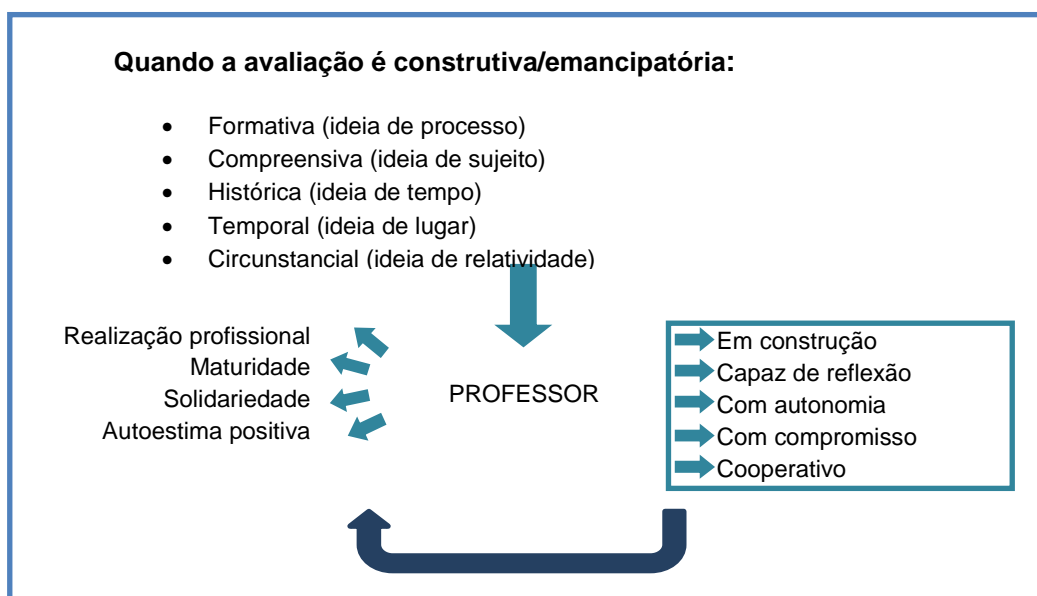 Quando a avaliação é construtiva/emancipatória:
• Formativa (ideia de processo)
• Compreensiva (ideia de sujeito)
• Histórica (ideia de tempo)
• Temporal (ideia de lugar)
• Circunstancial (ideia de relatividade)
Realização profissional
Maturidade
Solidariedade
Autoestima positiva
PROFESSOR
Em construção
Capaz de reflexão
Com autonomia
Com compromisso
Cooperativo